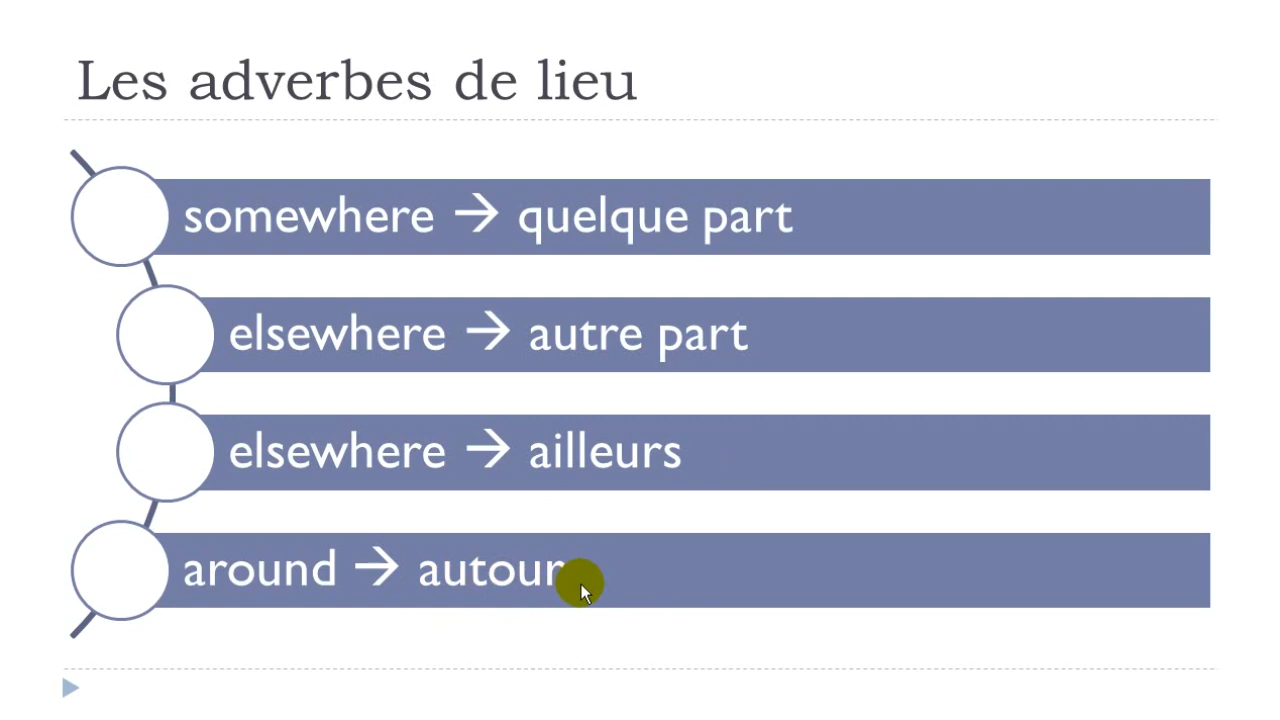 Les adverbes de lieu
somewhere → quelque part
elsewhere → autre part
elsewhere → ailleurs
around → autour